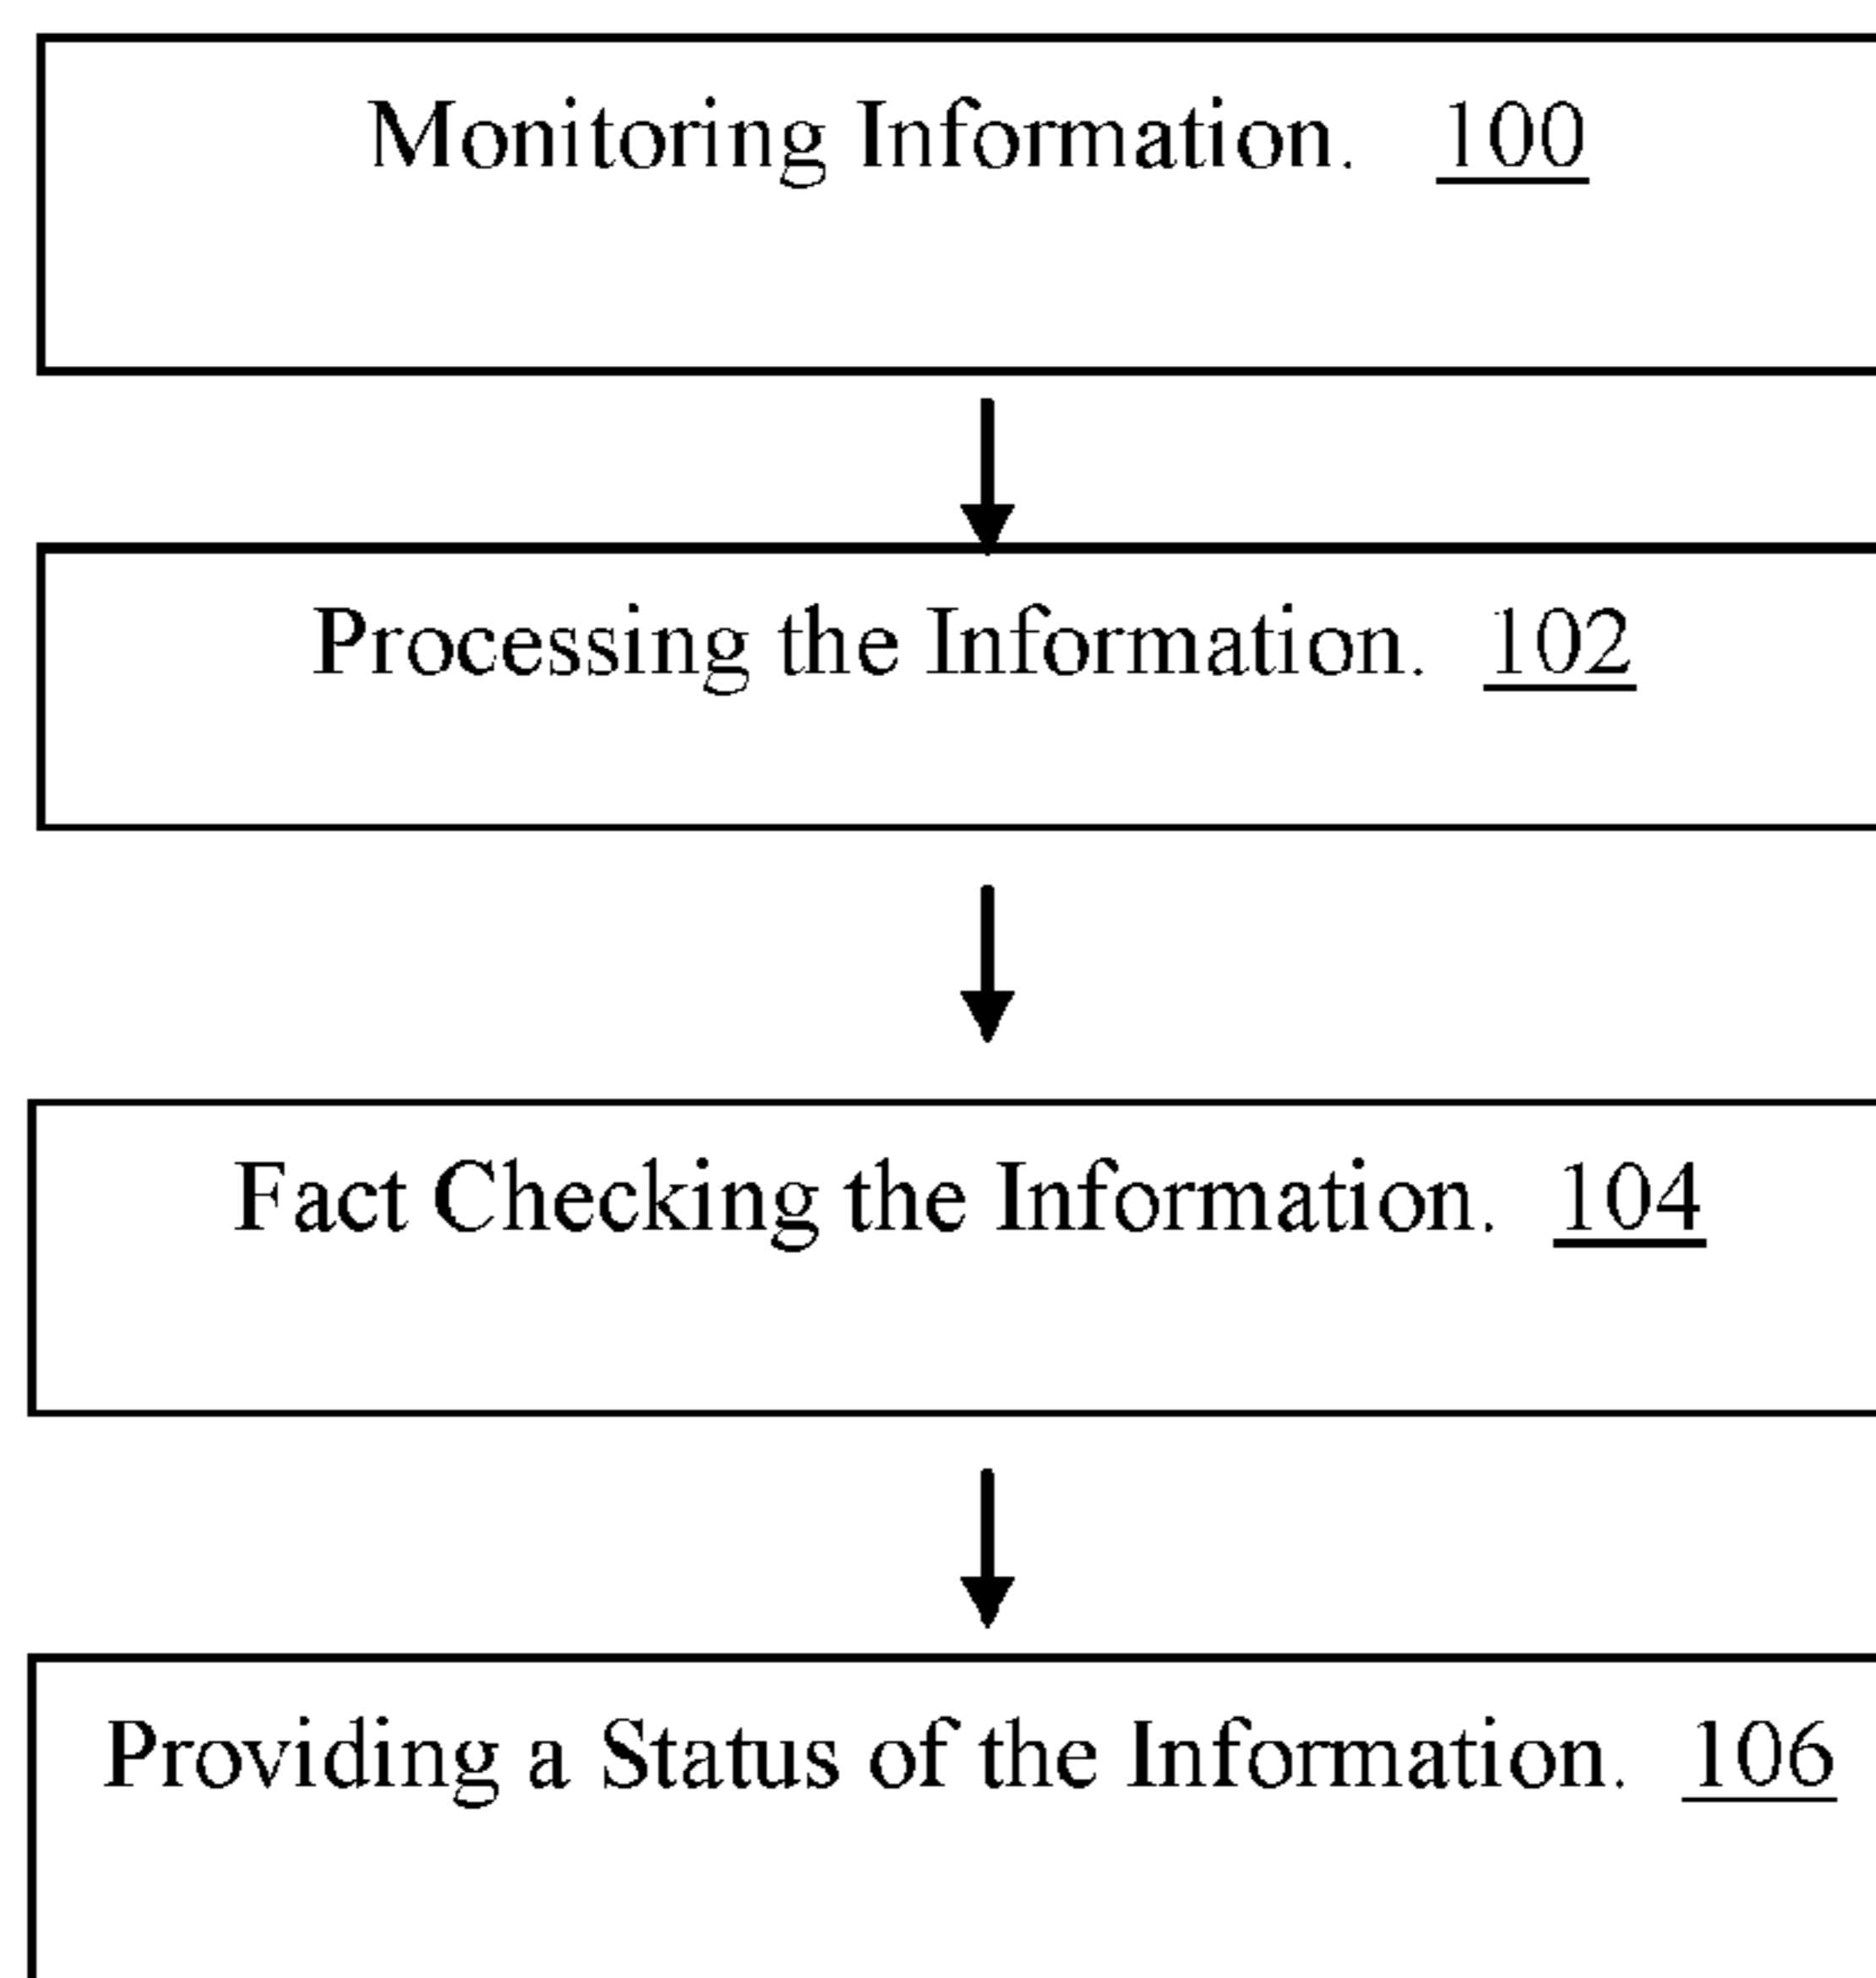 Monitoring Information. 100
Processing the Information. 102
Fact Checking the Information. 104
Providing a Status of the Information. 106